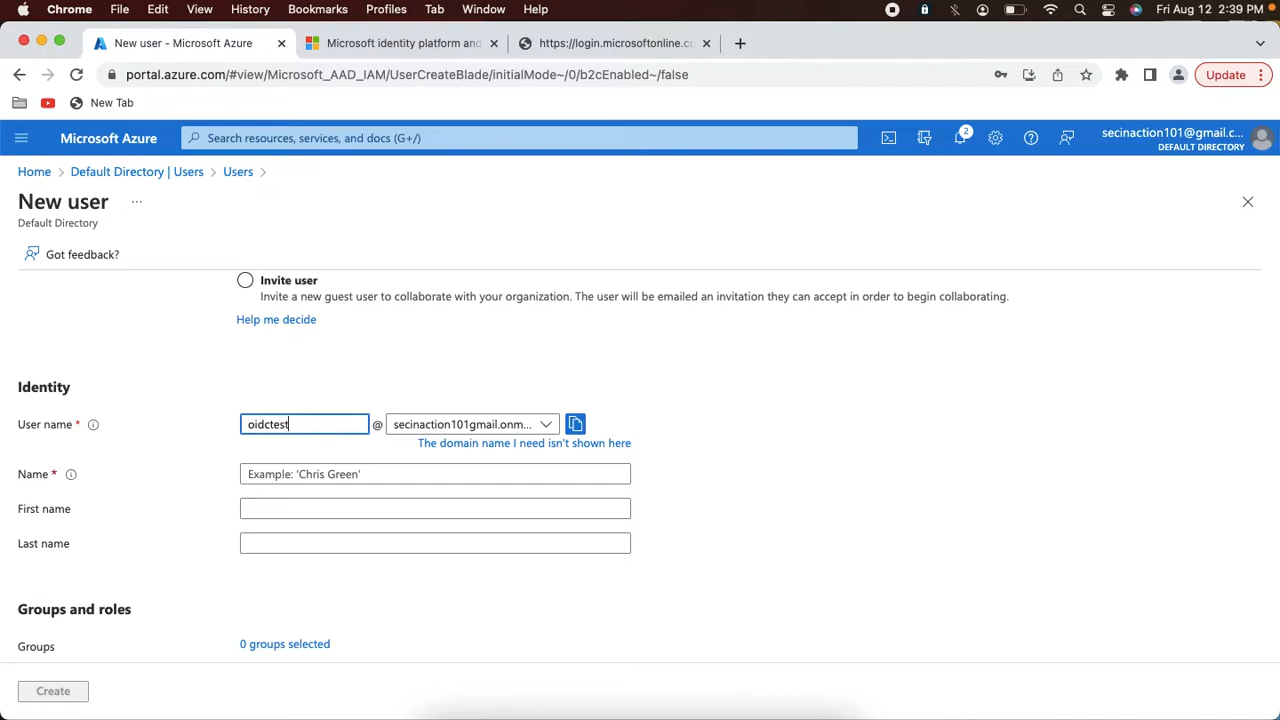 Chrome File Edit View History Bookmarks Profiles Tab Window Help Fri Aug 12 2:39 PM
New user - Microsoft Azure
Microsoft identity platform and
https://login.microsoftonline.co
portal.azure.com/#view/Microsoft_AAD_IAM/UserCreateBlade/initialMode~/0/b2cEnabled~/false
Update
New Tab
Microsoft Azure
Search resources, services, and docs (G+/)
2
secinaction101@gmail.c...
DEFAULT DIRECTORY
Home > Default Directory | Users > Users >
New user ...
Default Directory
Got feedback?
Invite user
Invite a new guest user to collaborate with your organization. The user will be emailed an invitation they can accept in order to begin collaborating.
Help me decide
Identity
User name * oidctest @ secinaction101gmail.onm...
The domain name I need isn't shown here
Name * Example: 'Chris Green'
First name
Last name
Groups and roles
Groups 0 groups selected
Create